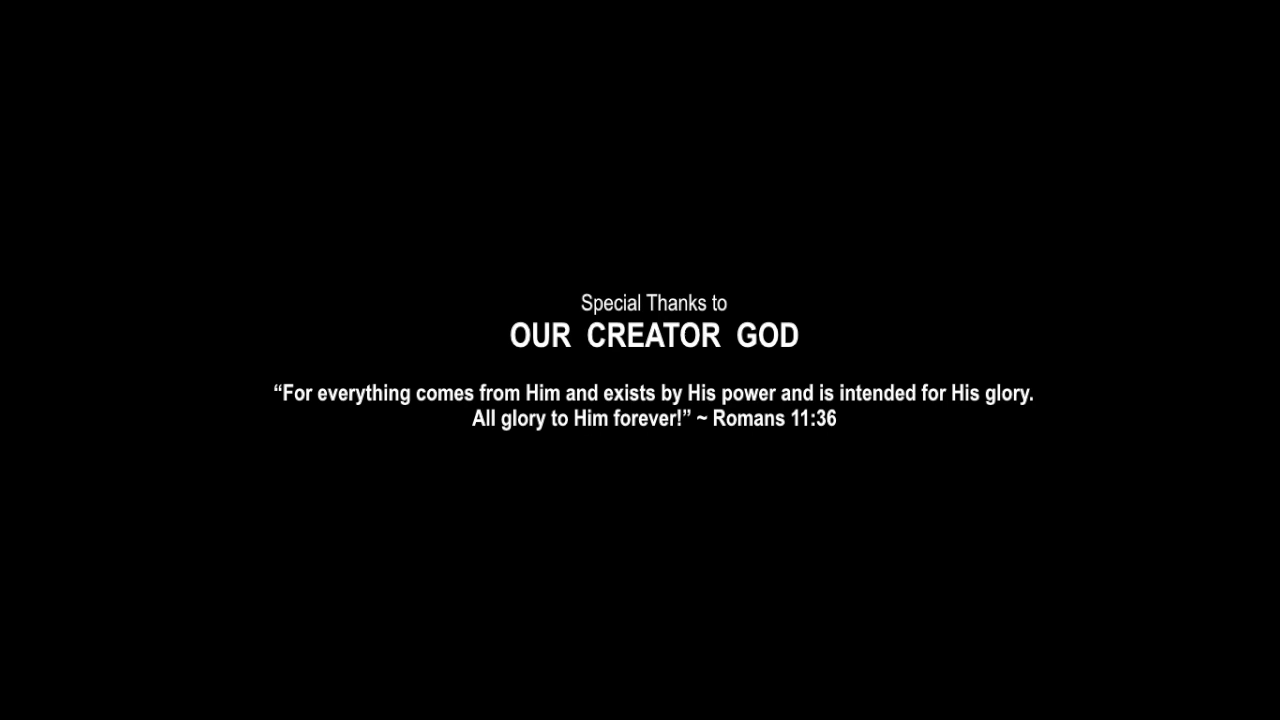 Special Thanks to
OUR CREATOR GOD
“For everything comes from Him and exists by His power and is intended for His glory.
All glory to Him forever!” ~ Romans 11:36